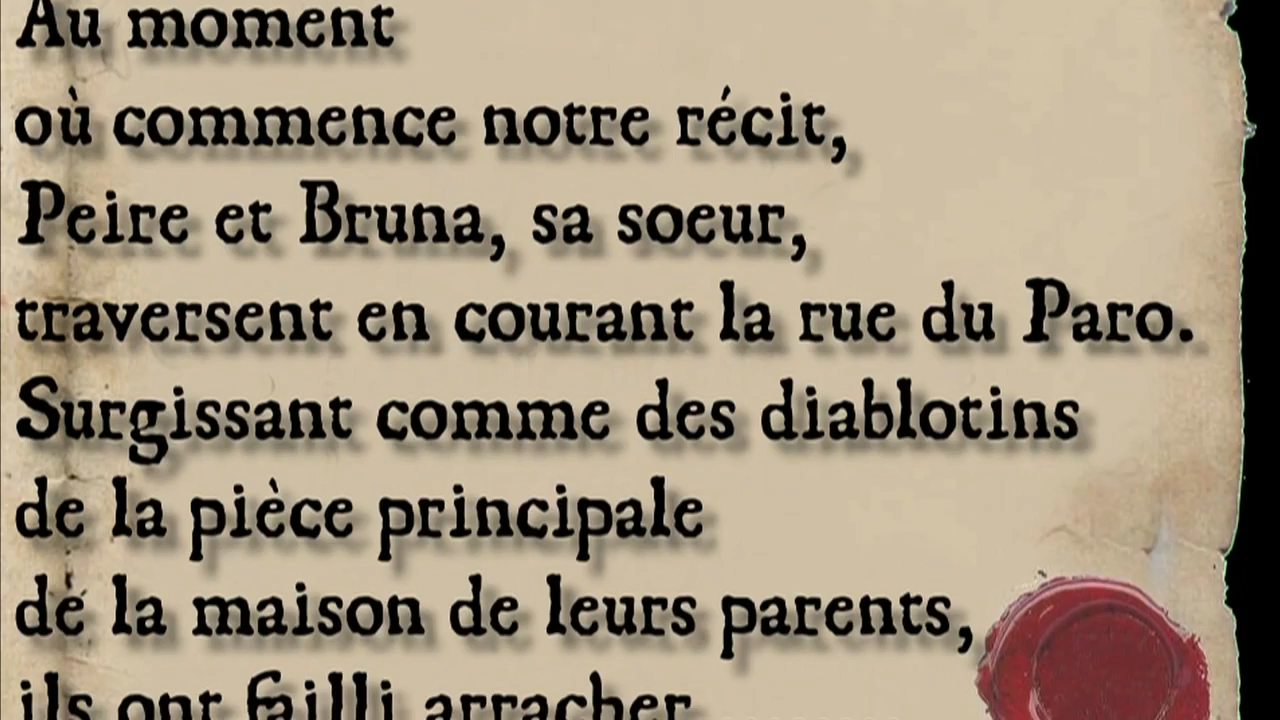 Au moment
où commence notre récit,
Peire et Bruna, sa soeur,
traversent en courant la rue du Paro.
Surgissant comme des diablotins
de la pièce principale
de la maison de leurs parents,
ils ont failli arracher